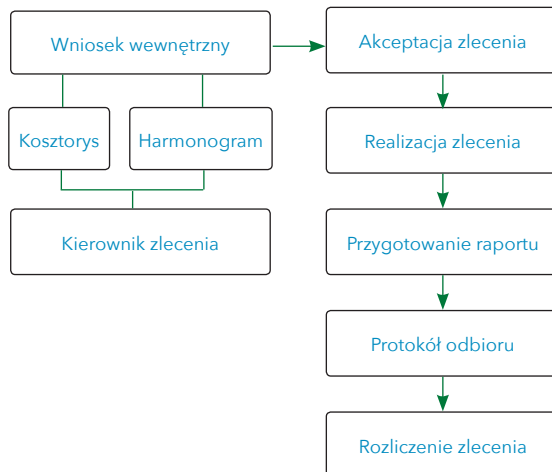 Wniosek wewnętrzny
Akceptacja zlecenia
Kosztorys
Harmonogram
Realizacja zlecenia
Kierownik zlecenia
Przygotowanie raportu
Protokół odbioru
Rozliczenie zlecenia